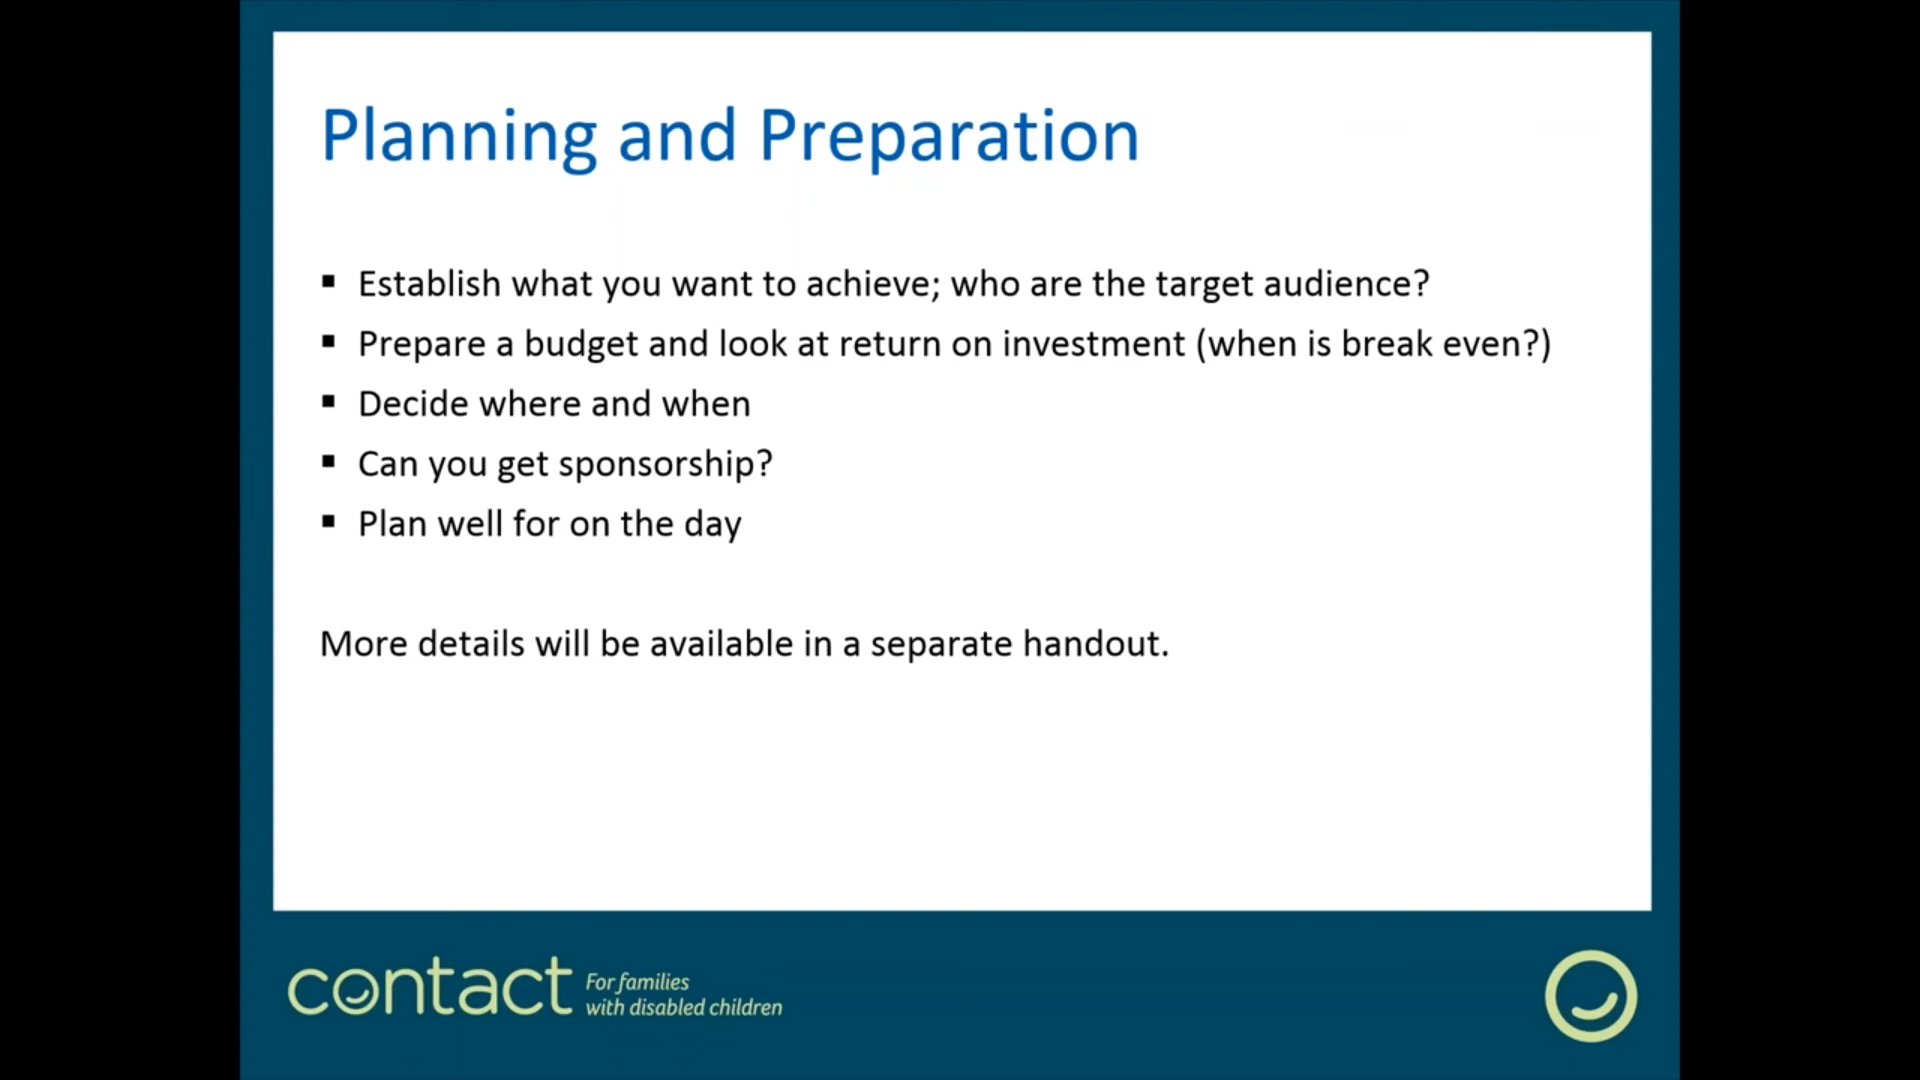 Planning and Preparation
▪ Establish what you want to achieve; who are the target audience?
▪ Prepare a budget and look at return on investment (when is break even?)
▪ Decide where and when
▪ Can you get sponsorship?
▪ Plan well for on the day
More details will be available in a separate handout.
contact
For families
with disabled children